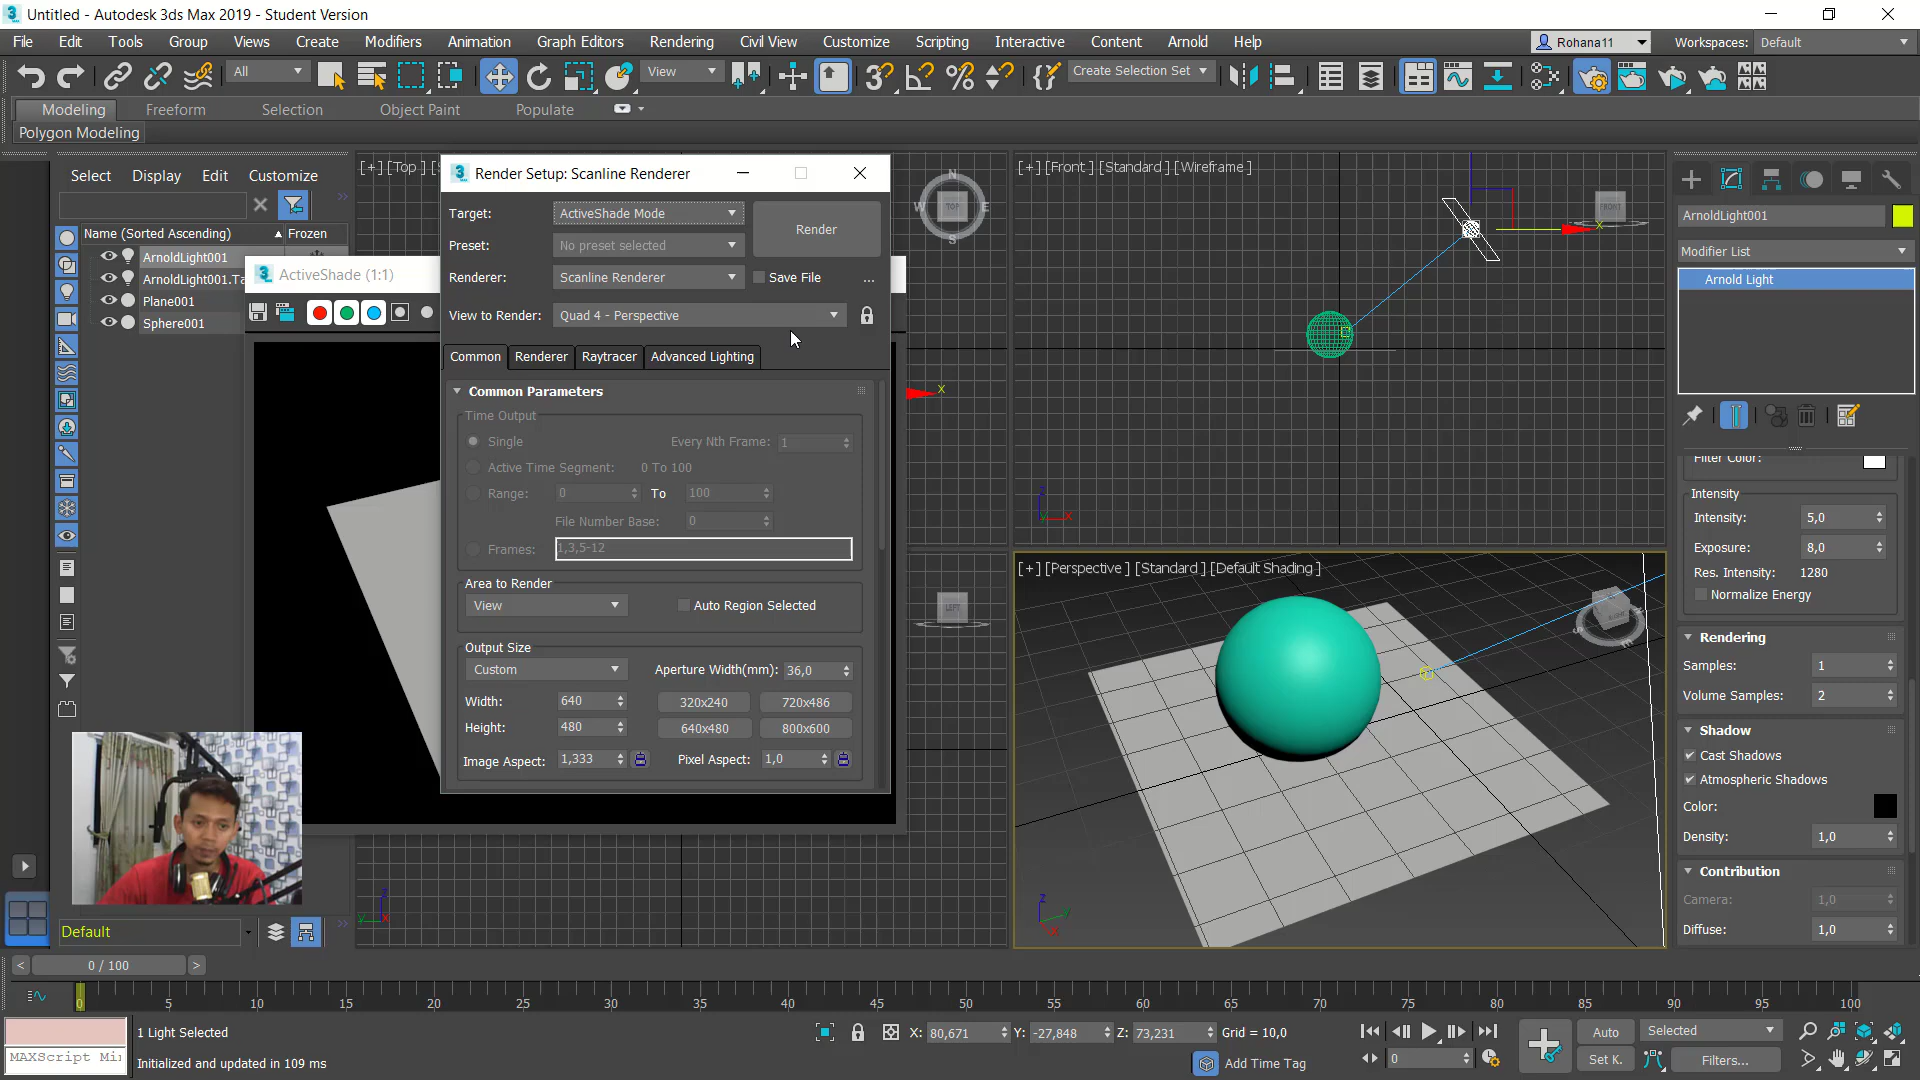 Untitled - Autodesk 3ds Max 2019 - Student Version
File Edit Tools Group Views Create Modifiers Animation Graph Editors Rendering Civil View Customize Scripting Interactive Content Arnold Help
Rohana11
Workspaces: Default
All
View
Create Selection Set
Modeling Freeform Selection Object Paint Populate
Polygon Modeling
Select Display Edit Customize
Name (Sorted Ascending) Frozen
ArnoldLight001
ArnoldLight001.Ta
Plane001
Sphere001
ActiveShade (1:1)
[+] [Top ]
Render Setup: Scanline Renderer
Target: ActiveShade Mode
Render
Preset: No preset selected
Renderer: Scanline Renderer
Save File ...
View to Render: Quad 4 - Perspective
Common Renderer Raytracer Advanced Lighting
Common Parameters
Time Output
Single Every Nth Frame: 1
Active Time Segment: 0 To 100
Range: 0 To 100
File Number Base: 0
Frames: 1,3,5-12
Area to Render
View Auto Region Selected
Output Size
Custom Aperture Width(mm): 36,0
Width: 640 320x240 720x486
Height: 480 640x480 800x600
Image Aspect: 1,333 Pixel Aspect: 1,0
N
W TOP E
x
LEFT
[+] [Front ] [Standard ] [Wireframe ]
FRONT
x
z
x
[+] [Perspective ] [Standard ] [Default Shading ]
z
y
x
ArnoldLight001
Modifier List
Arnold Light
Filter Color:
Intensity
Intensity: 5,0
Exposure: 8,0
Res. Intensity: 1280
Normalize Energy
Rendering
Samples: 1
Volume Samples: 2
Shadow
Cast Shadows
Atmospheric Shadows
Color:
Density: 1,0
Contribution
Camera: 1,0
Diffuse: 1,0
z
y x
Default
< 0 / 100 >
0 5 10 15 20 25 30 35 40 45 50 55 60 65 70 75 80 85 90 95 100
1 Light Selected
X: 80,671 Y: -27,848 Z: 73,231 Grid = 10,0
Auto Selected
MAXScript Mi
Initialized and updated in 109 ms
Add Time Tag
0
Set K. Filters...